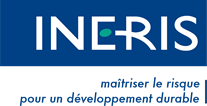 INERIS
maîtriser le risque
pour un développement durable